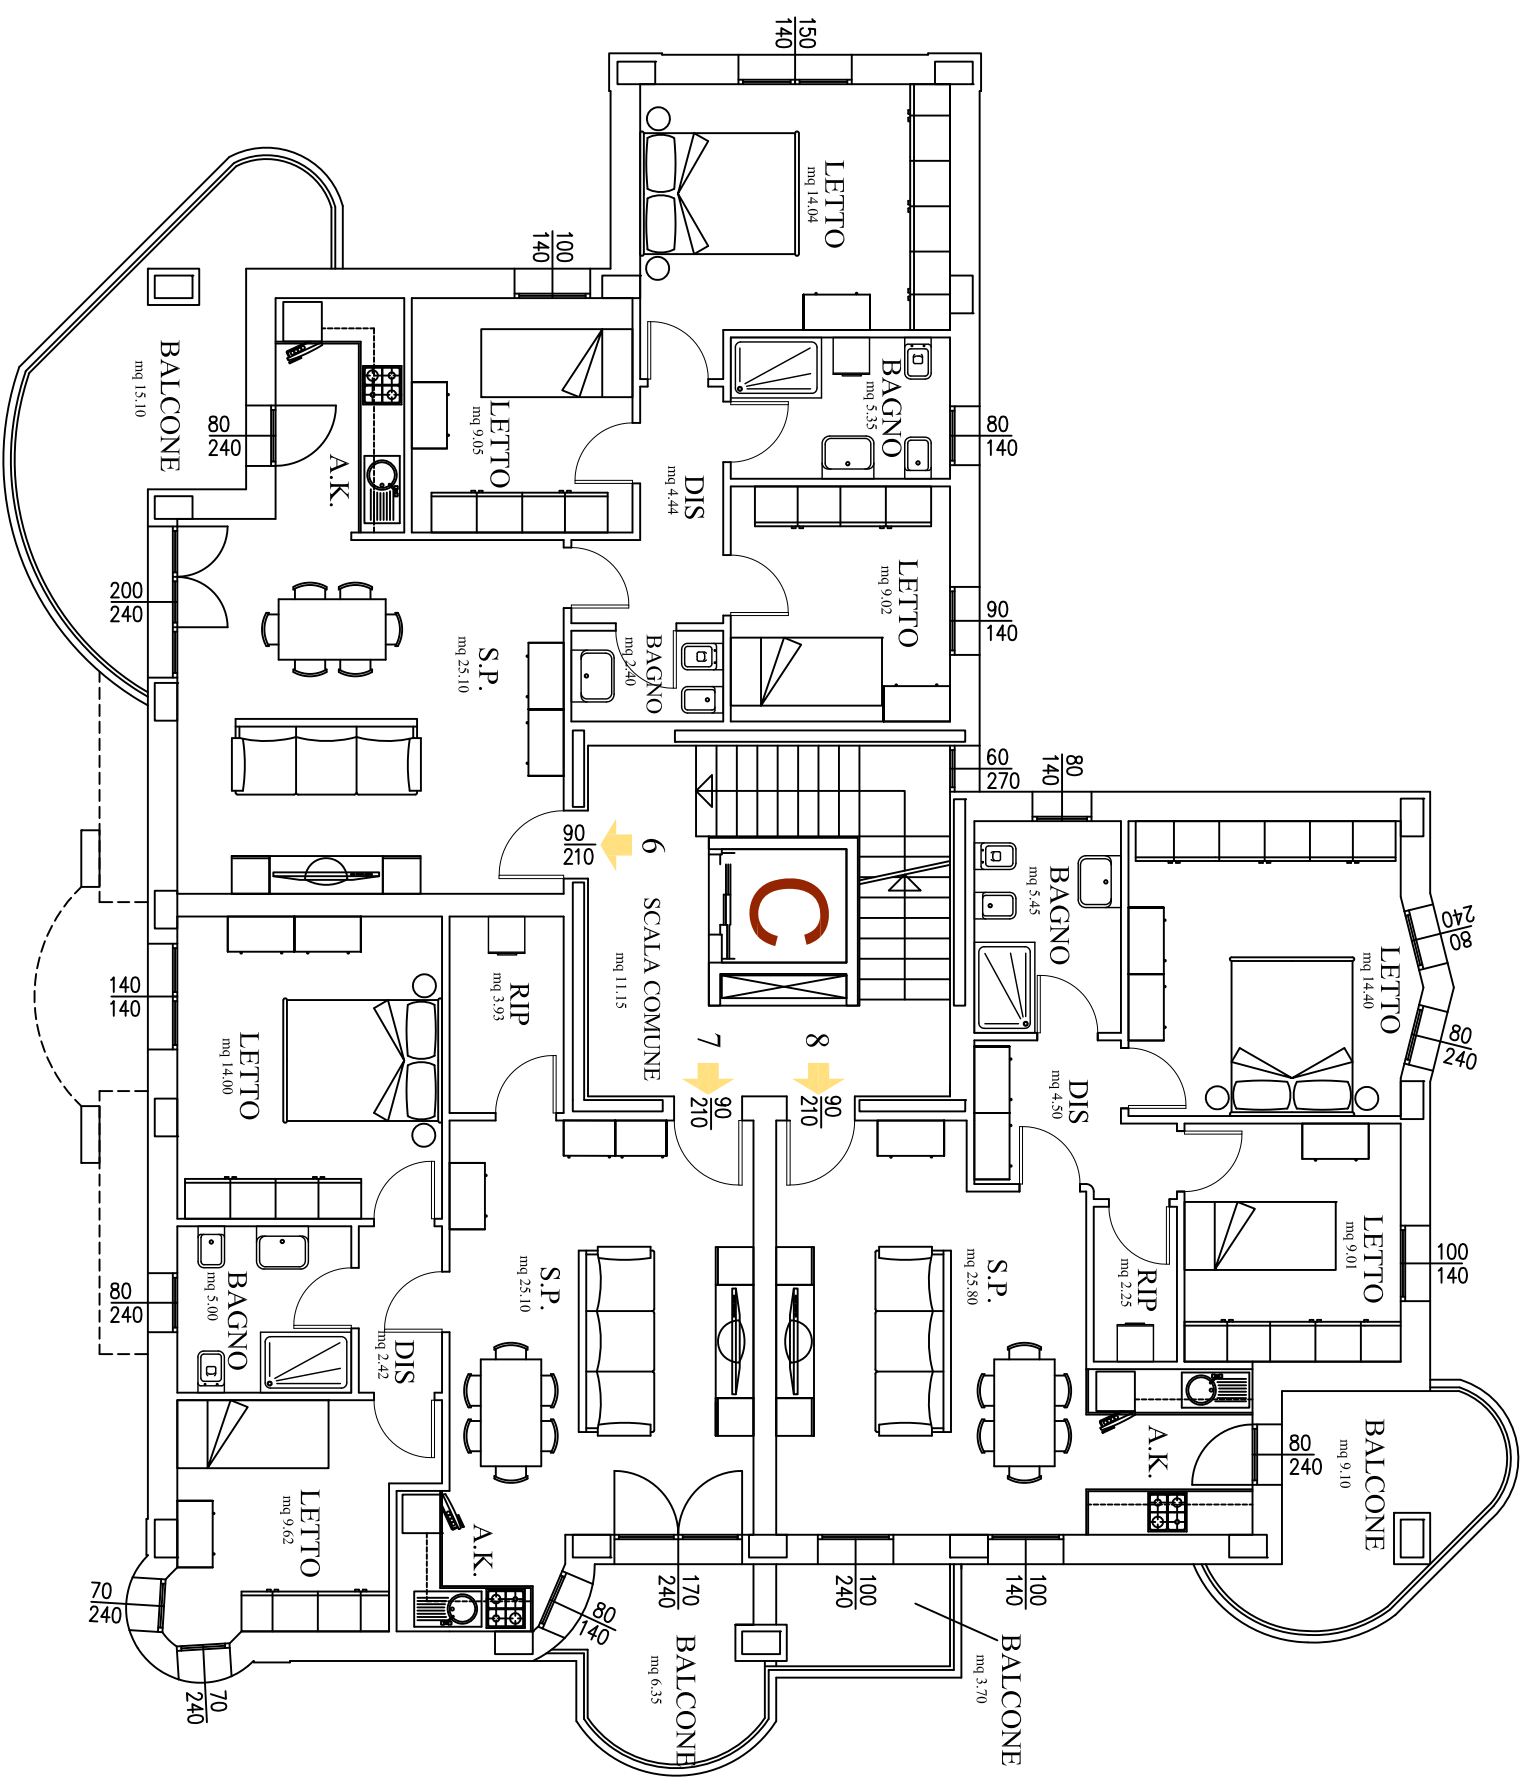 150
140
LETTO
mq 14.04
100
140
BALCONE
mq 15.10
80
240
A.K.
LETTO
mq 9.05
BAGNO
mq 5.35
80
140
DIS
mq 4.44
LETTO
mq 9.02
90
140
200
240
S.P.
mq 25.10
BAGNO
mq 2.40
60
270
80
140
6
90
210
C
SCALA COMUNE
mq 11.15
BAGNO
mq 5.45
LETTO
mq 14.40
80
240
80
240
140
140
LETTO
mq 14.00
RIP
mq 3.93
7
90
210
8
90
210
DIS
mq 4.50
LETTO
mq 9.01
100
140
80
240
BAGNO
mq 5.00
DIS
mq 2.42
S.P.
mq 25.10
S.P.
mq 25.80
RIP
mq 2.25
A.K.
80
240
BALCONE
mq 9.10
LETTO
mq 9.62
A.K.
70
240
70
240
80
140
170
240
100
240
100
140
BALCONE
mq 6.35
BALCONE
mq 3.70